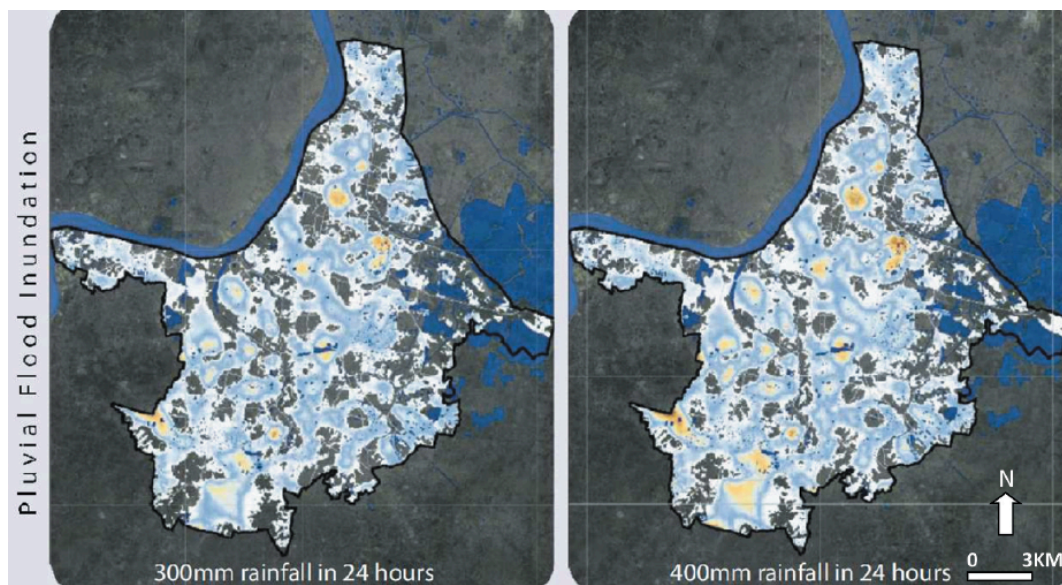 Pluvial Flood Inundation
300mm rainfall in 24 hours
400mm rainfall in 24 hours
N
0 3KM